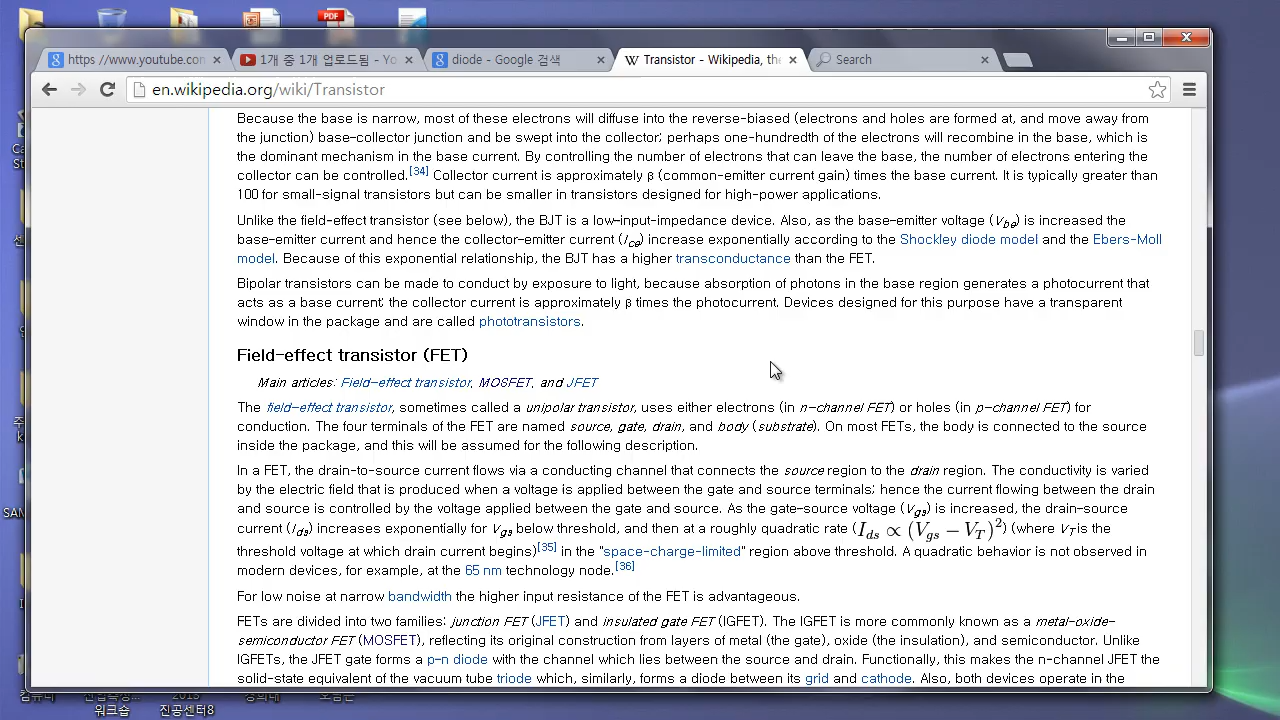 https://www.youtube.con
1개 중 1개 업로드됨 - Yo
diode - Google 검색
Transistor - Wikipedia, the
Search
en.wikipedia.org/wiki/Transistor
Because the base is narrow, most of these electrons will diffuse into the reverse-biased (electrons and holes are formed at, and move away from
the junction) base-collector junction and be swept into the collector; perhaps one-hundredth of the electrons will recombine in the base, which is
the dominant mechanism in the base current. By controlling the number of electrons that can leave the base, the number of electrons entering the
collector can be controlled.[34] Collector current is approximately β (common-emitter current gain) times the base current. It is typically greater than
100 for small-signal transistors but can be smaller in transistors designed for high-power applications.
Unlike the field-effect transistor (see below), the BJT is a low-input-impedance device. Also, as the base-emitter voltage (Vbe) is increased the
base-emitter current and hence the collector-emitter current (Ice) increase exponentially according to the Shockley diode model and the Ebers-Moll
model. Because of this exponential relationship, the BJT has a higher transconductance than the FET.
Bipolar transistors can be made to conduct by exposure to light, because absorption of photons in the base region generates a photocurrent that
acts as a base current; the collector current is approximately β times the photocurrent. Devices designed for this purpose have a transparent
window in the package and are called phototransistors.
Field-effect transistor (FET)
Main articles: Field-effect transistor, MOSFET, and JFET
The field-effect transistor, sometimes called a unipolar transistor, uses either electrons (in n-channel FET) or holes (in p-channel FET) for
conduction. The four terminals of the FET are named source, gate, drain, and body (substrate). On most FETs, the body is connected to the source
inside the package, and this will be assumed for the following description.
In a FET, the drain-to-source current flows via a conducting channel that connects the source region to the drain region. The conductivity is varied
by the electric field that is produced when a voltage is applied between the gate and source terminals; hence the current flowing between the drain
and source is controlled by the voltage applied between the gate and source. As the gate-source voltage (Vgs) is increased, the drain-source
current (Ids) increases exponentially for Vgs below threshold, and then at a roughly quadratic rate (Ids ∝ (Vgs − VT)²) (where VT is the
threshold voltage at which drain current begins)[35] in the "space-charge-limited" region above threshold. A quadratic behavior is not observed in
modern devices, for example, at the 65 nm technology node.[36]
For low noise at narrow bandwidth the higher input resistance of the FET is advantageous.
FETs are divided into two families: junction FET (JFET) and insulated gate FET (IGFET). The IGFET is more commonly known as a metal-oxide-
semiconductor FET (MOSFET), reflecting its original construction from layers of metal (the gate), oxide (the insulation), and semiconductor. Unlike
IGFETs, the JFET gate forms a p-n diode with the channel which lies between the source and drain. Functionally, this makes the n-channel JFET the
solid-state equivalent of the vacuum tube triode which, similarly, forms a diode between its grid and cathode. Also, both devices operate in the
워크숍
진공센터8